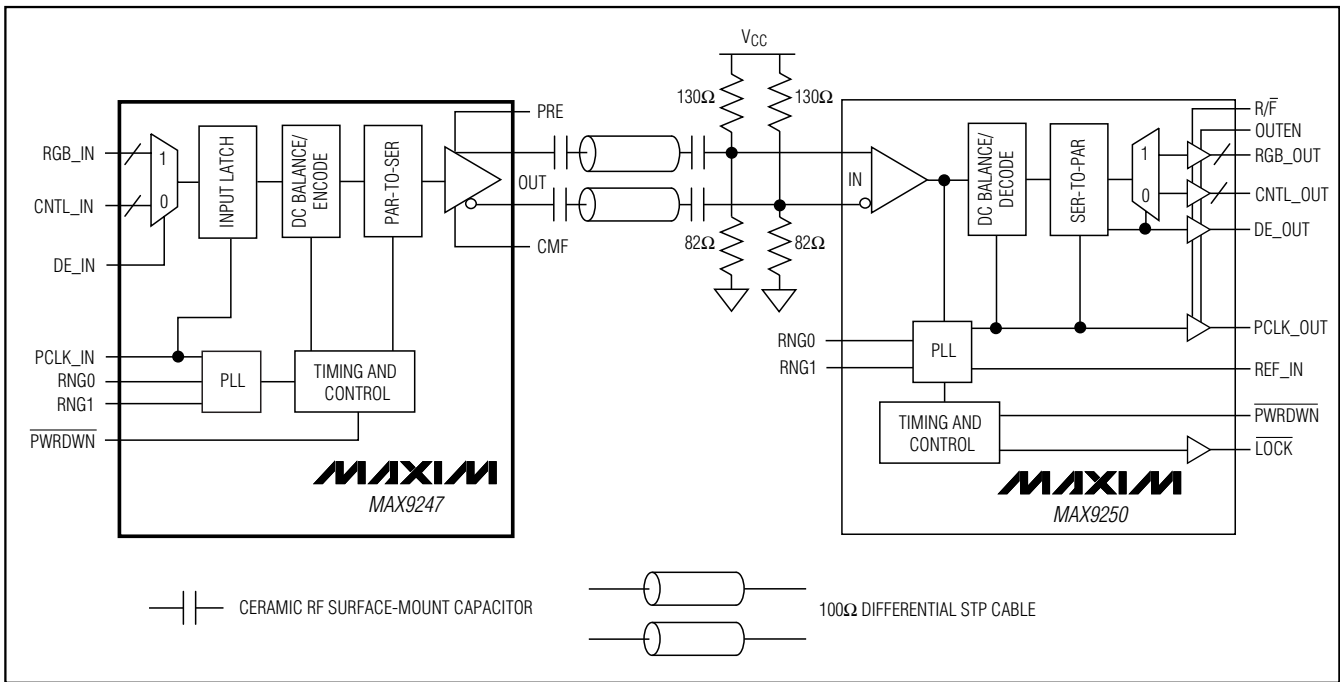 VCC
130Ω
130Ω
82Ω
82Ω
RGB_IN
CNTL_IN
DE_IN
PCLK_IN
RNG0
RNG1
PWRDWN
1
0
INPUT LATCH
DC BALANCE/
ENCODE
PAR-TO-SER
PLL
TIMING AND
CONTROL
PRE
OUT
CMF
MAXIM
MAX9247
IN
DC BALANCE/
DECODE
SER-TO-PAR
1
0
PLL
TIMING AND
CONTROL
RNG0
RNG1
R/F
OUTEN
RGB_OUT
CNTL_OUT
DE_OUT
PCLK_OUT
REF_IN
PWRDWN
LOCK
MAXIM
MAX9250
CERAMIC RF SURFACE-MOUNT CAPACITOR
100Ω DIFFERENTIAL STP CABLE